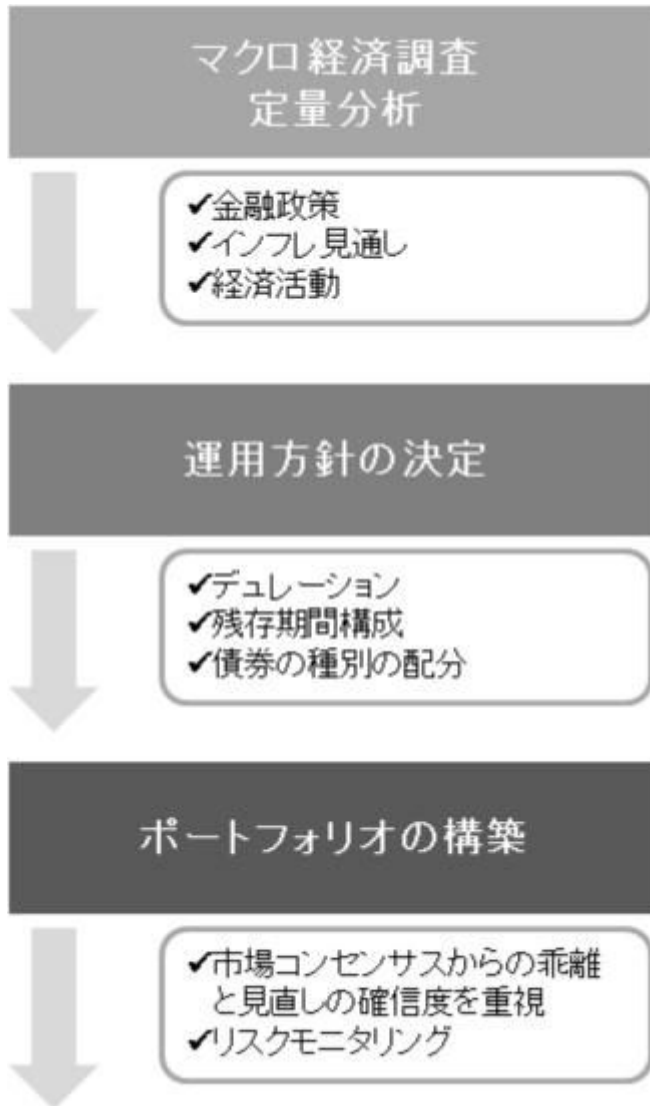 マクロ経済調査
定量分析
✔金融政策
✔インフレ見通し
✔経済活動
運用方針の決定
✔デュレーション
✔残存期間構成
✔債券の種別の配分
ポートフォリオの構築
✔市場コンセンサスからの乖離
と見直しの確信度を重視
✔リスクモニタリング